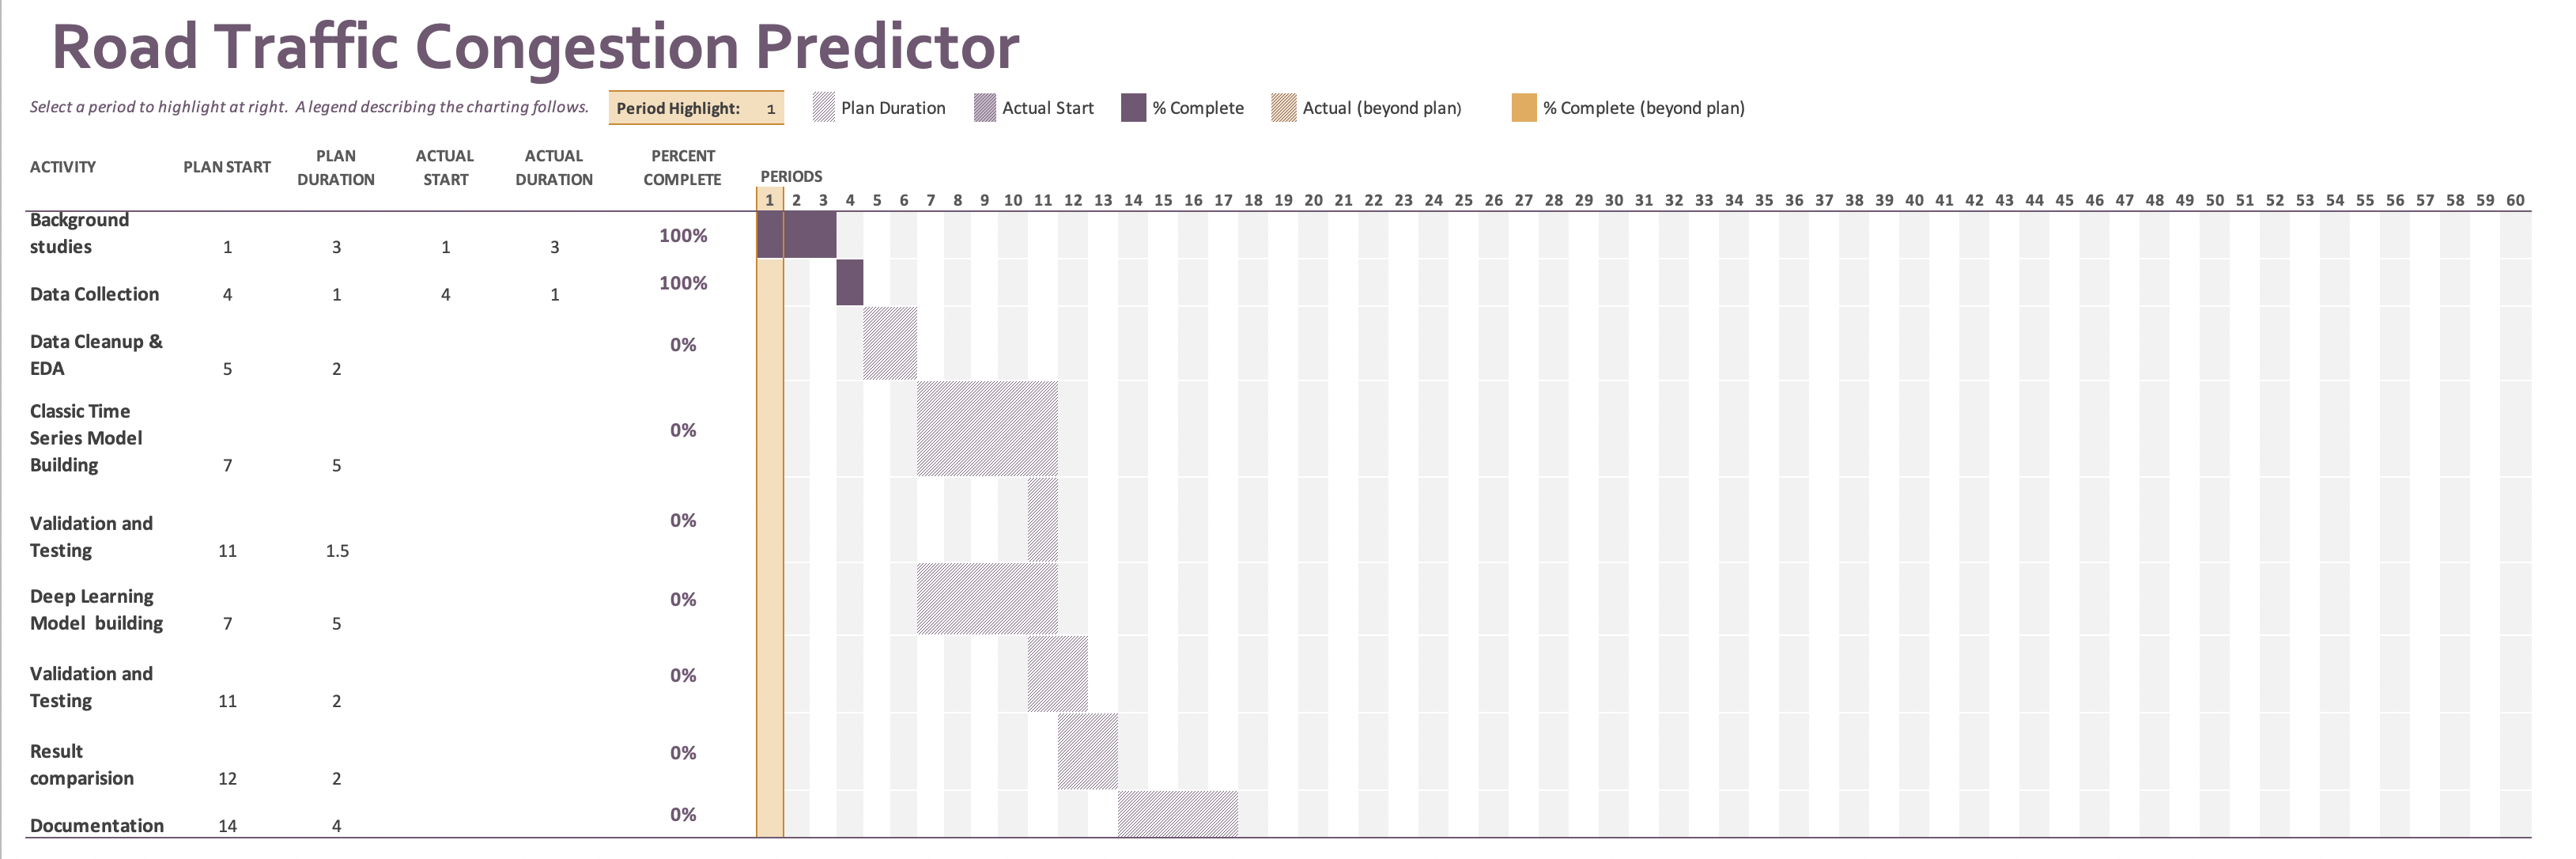 Road Traffic Congestion Predictor
Select a period to highlight at right.  A legend describing the charting follows. Period Highlight: 1 Plan Duration Actual Start % Complete Actual (beyond plan) % Complete (beyond plan)
ACTIVITY PLAN START PLAN DURATION ACTUAL START ACTUAL DURATION PERCENT COMPLETE PERIODS
1 2 3 4 5 6 7 8 9 10 11 12 13 14 15 16 17 18 19 20 21 22 23 24 25 26 27 28 29 30 31 32 33 34 35 36 37 38 39 40 41 42 43 44 45 46 47 48 49 50 51 52 53 54 55 56 57 58 59 60
Background
studies 1 3 1 3 100%
Data Collection 4 1 4 1 100%
Data Cleanup &
EDA 5 2 0%
Classic Time
Series Model
Building 7 5 0%
Validation and
Testing 11 1.5 0%
Deep Learning
Model  building 7 5 0%
Validation and
Testing 11 2 0%
Result
comparision 12 2 0%
Documentation 14 4 0%